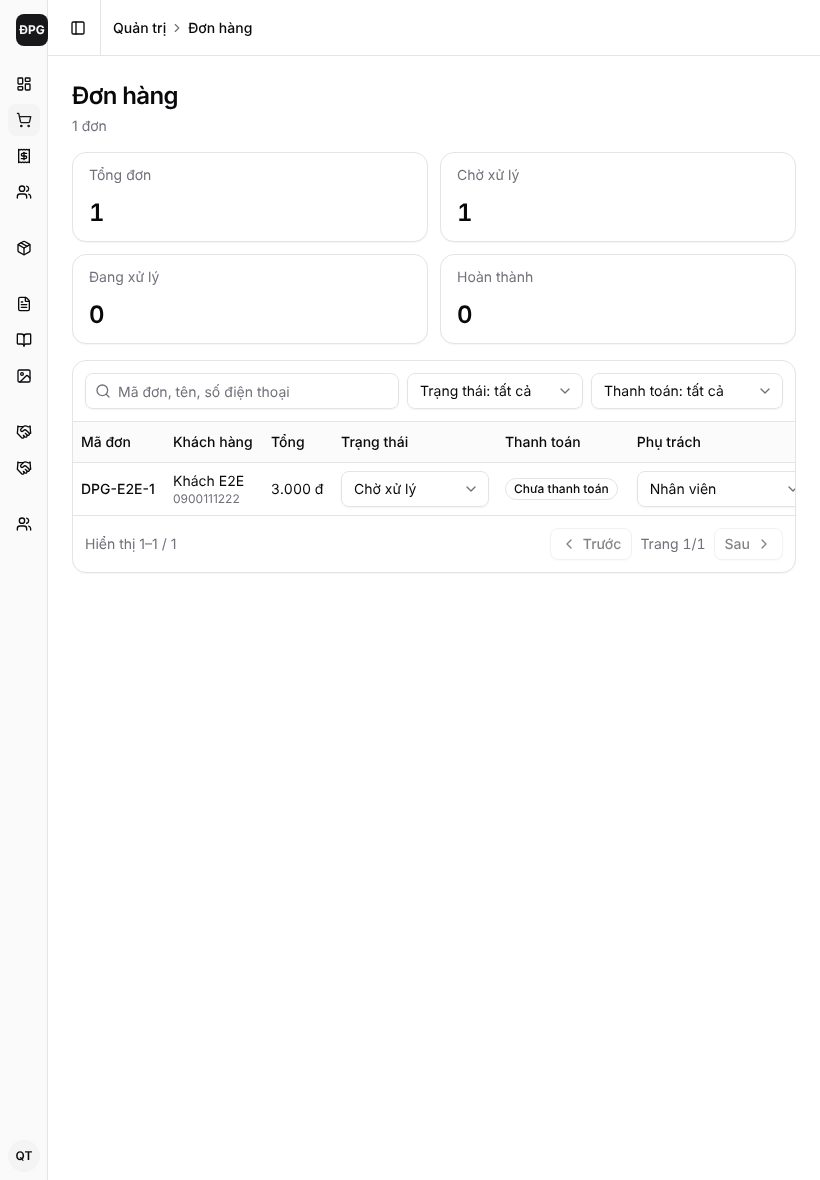 ĐPG
Quản trị > Đơn hàng
Đơn hàng
1 đơn
Tổng đơn
1
Chờ xử lý
1
Đang xử lý
0
Hoàn thành
0
Mã đơn, tên, số điện thoại
Trạng thái: tất cả
Thanh toán: tất cả
Mã đơn Khách hàng Tổng Trạng thái Thanh toán Phụ trách
DPG-E2E-1 Khách E2E 3.000 đ Chờ xử lý Chưa thanh toán Nhân viên
0900111222
Hiển thị 1–1 / 1 Trước Trang 1/1 Sau
QT